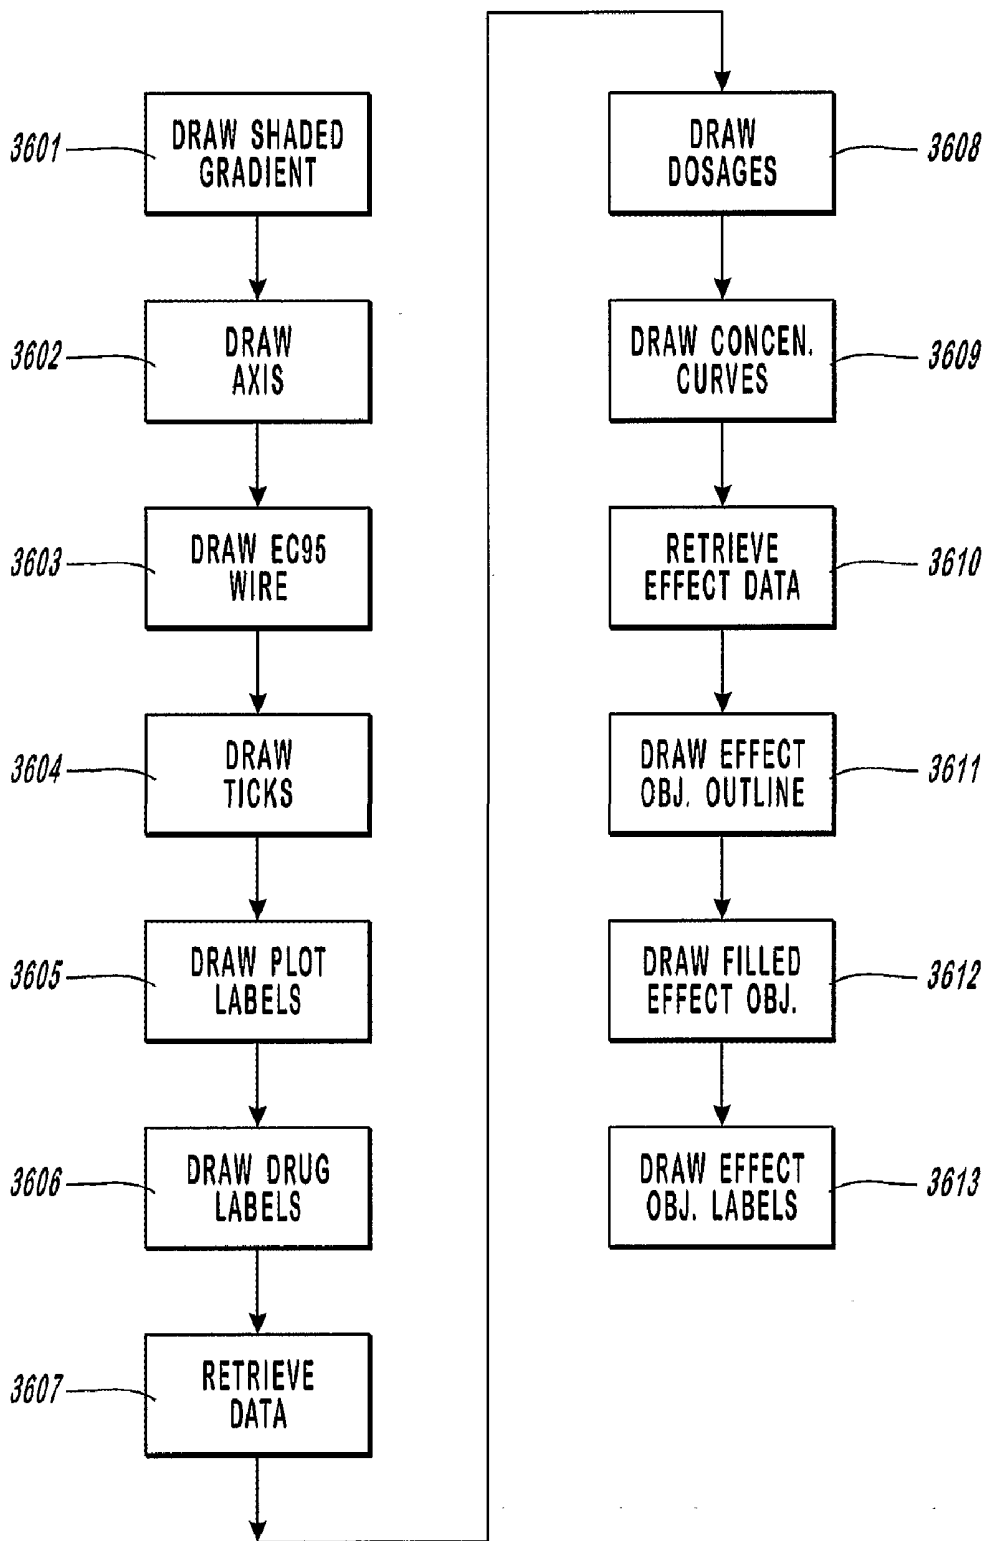 3601
DRAW SHADED
GRADIENT
3602
DRAW
AXIS
3603
DRAW EC95
WIRE
3604
DRAW
TICKS
3605
DRAW PLOT
LABELS
3606
DRAW DRUG
LABELS
3607
RETRIEVE
DATA
DRAW
DOSAGES
3608
DRAW CONCEN.
CURVES
3609
RETRIEVE
EFFECT DATA
3610
DRAW EFFECT
OBJ. OUTLINE
3611
DRAW FILLED
EFFECT OBJ.
3612
DRAW EFFECT
OBJ. LABELS
3613